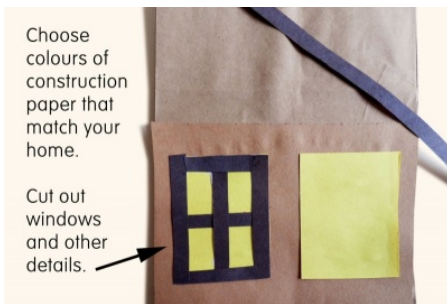 Choose
colours of
construction
paper that
match your
home.
Cut out
windows
and other
details.